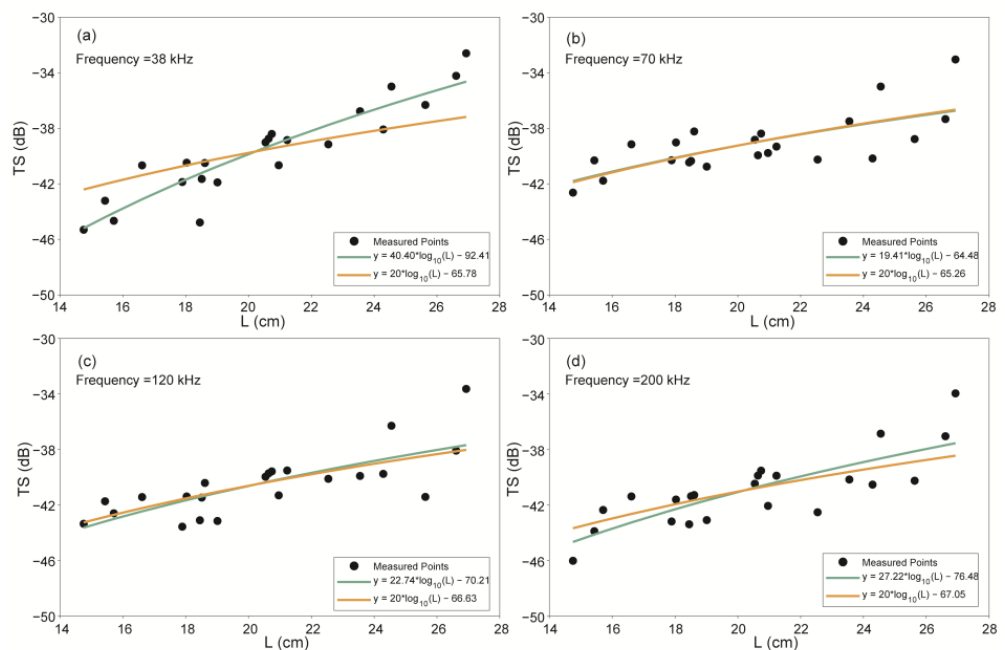 (a)
Frequency =38 kHz
TS (dB)
−30
−34
−38
−42
−46
−50
14 16 18 20 22 24 26 28
L (cm)
Measured Points
y = 40.40*log10(L) − 92.41
y = 20*log10(L) − 65.78
(b)
Frequency =70 kHz
TS (dB)
−30
−34
−38
−42
−46
−50
14 16 18 20 22 24 26 28
L (cm)
Measured Points
y = 19.41*log10(L) − 64.48
y = 20*log10(L) − 65.26
(c)
Frequency =120 kHz
TS (dB)
−30
−34
−38
−42
−46
−50
14 16 18 20 22 24 26 28
L (cm)
Measured Points
y = 22.74*log10(L) − 70.21
y = 20*log10(L) − 66.63
(d)
Frequency =200 kHz
TS (dB)
−30
−34
−38
−42
−46
−50
14 16 18 20 22 24 26 28
L (cm)
Measured Points
y = 27.22*log10(L) − 76.48
y = 20*log10(L) − 67.05